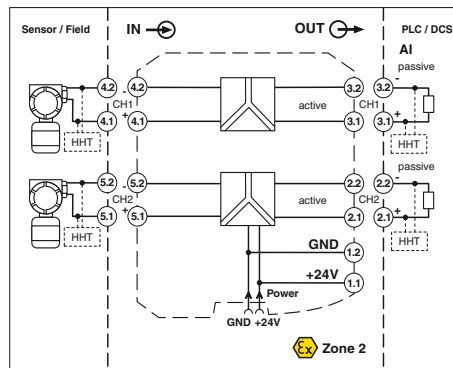 Sensor / Field IN OUT PLC / DCS
AI
passive
4.2 - 4.2 3.2 3.2 -
CH1 active CH1
4.1 + 4.1 3.1 3.1 +
HHT HHT
passive
5.2 - 5.2 2.2 2.2 -
CH2 active CH2
5.1 + 5.1 2.1 2.1 +
HHT HHT
GND 1.2
+24V 1.1
Power
GND +24V
Ex Zone 2